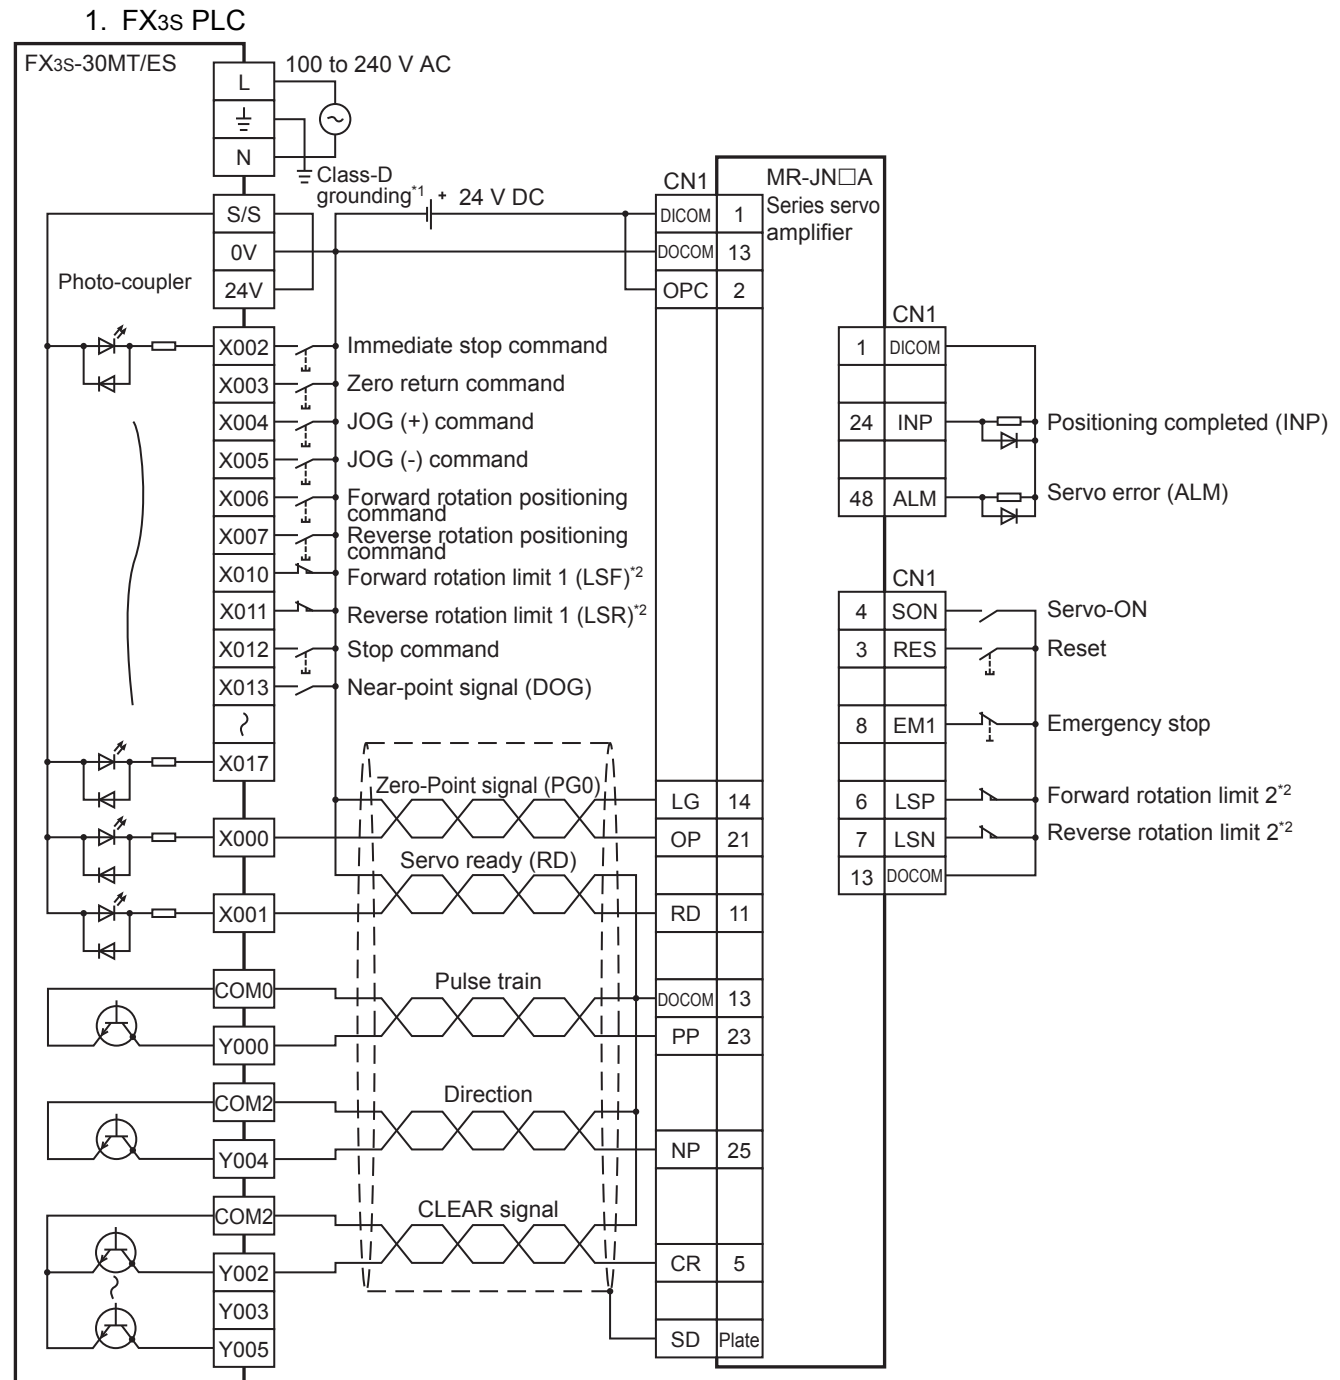 1. FX3S PLC
FX3S-30MT/ES
L
100 to 240 V AC
N
Class-D
grounding*1
+ 24 V DC
S/S
0V
24V
Photo-coupler
X002 Immediate stop command
X003 Zero return command
X004 JOG (+) command
X005 JOG (-) command
X006 Forward rotation positioning
command
X007 Reverse rotation positioning
command
X010 Forward rotation limit 1 (LSF)*2
X011 Reverse rotation limit 1 (LSR)*2
X012 Stop command
X013 Near-point signal (DOG)
X017
Zero-Point signal (PG0)
X000
Servo ready (RD)
X001
COM0
Pulse train
Y000
COM2
Direction
Y004
COM2
CLEAR signal
Y002
Y003
Y005
CN1
MR-JN□A
Series servo
amplifier
DICOM 1
DOCOM 13
OPC 2
LG 14
OP 21
RD 11
DOCOM 13
PP 23
NP 25
CR 5
SD Plate
CN1
1 DICOM
24 INP Positioning completed (INP)
48 ALM Servo error (ALM)
CN1
4 SON Servo-ON
3 RES Reset
8 EM1 Emergency stop
6 LSP Forward rotation limit 2*2
7 LSN Reverse rotation limit 2*2
13 DOCOM